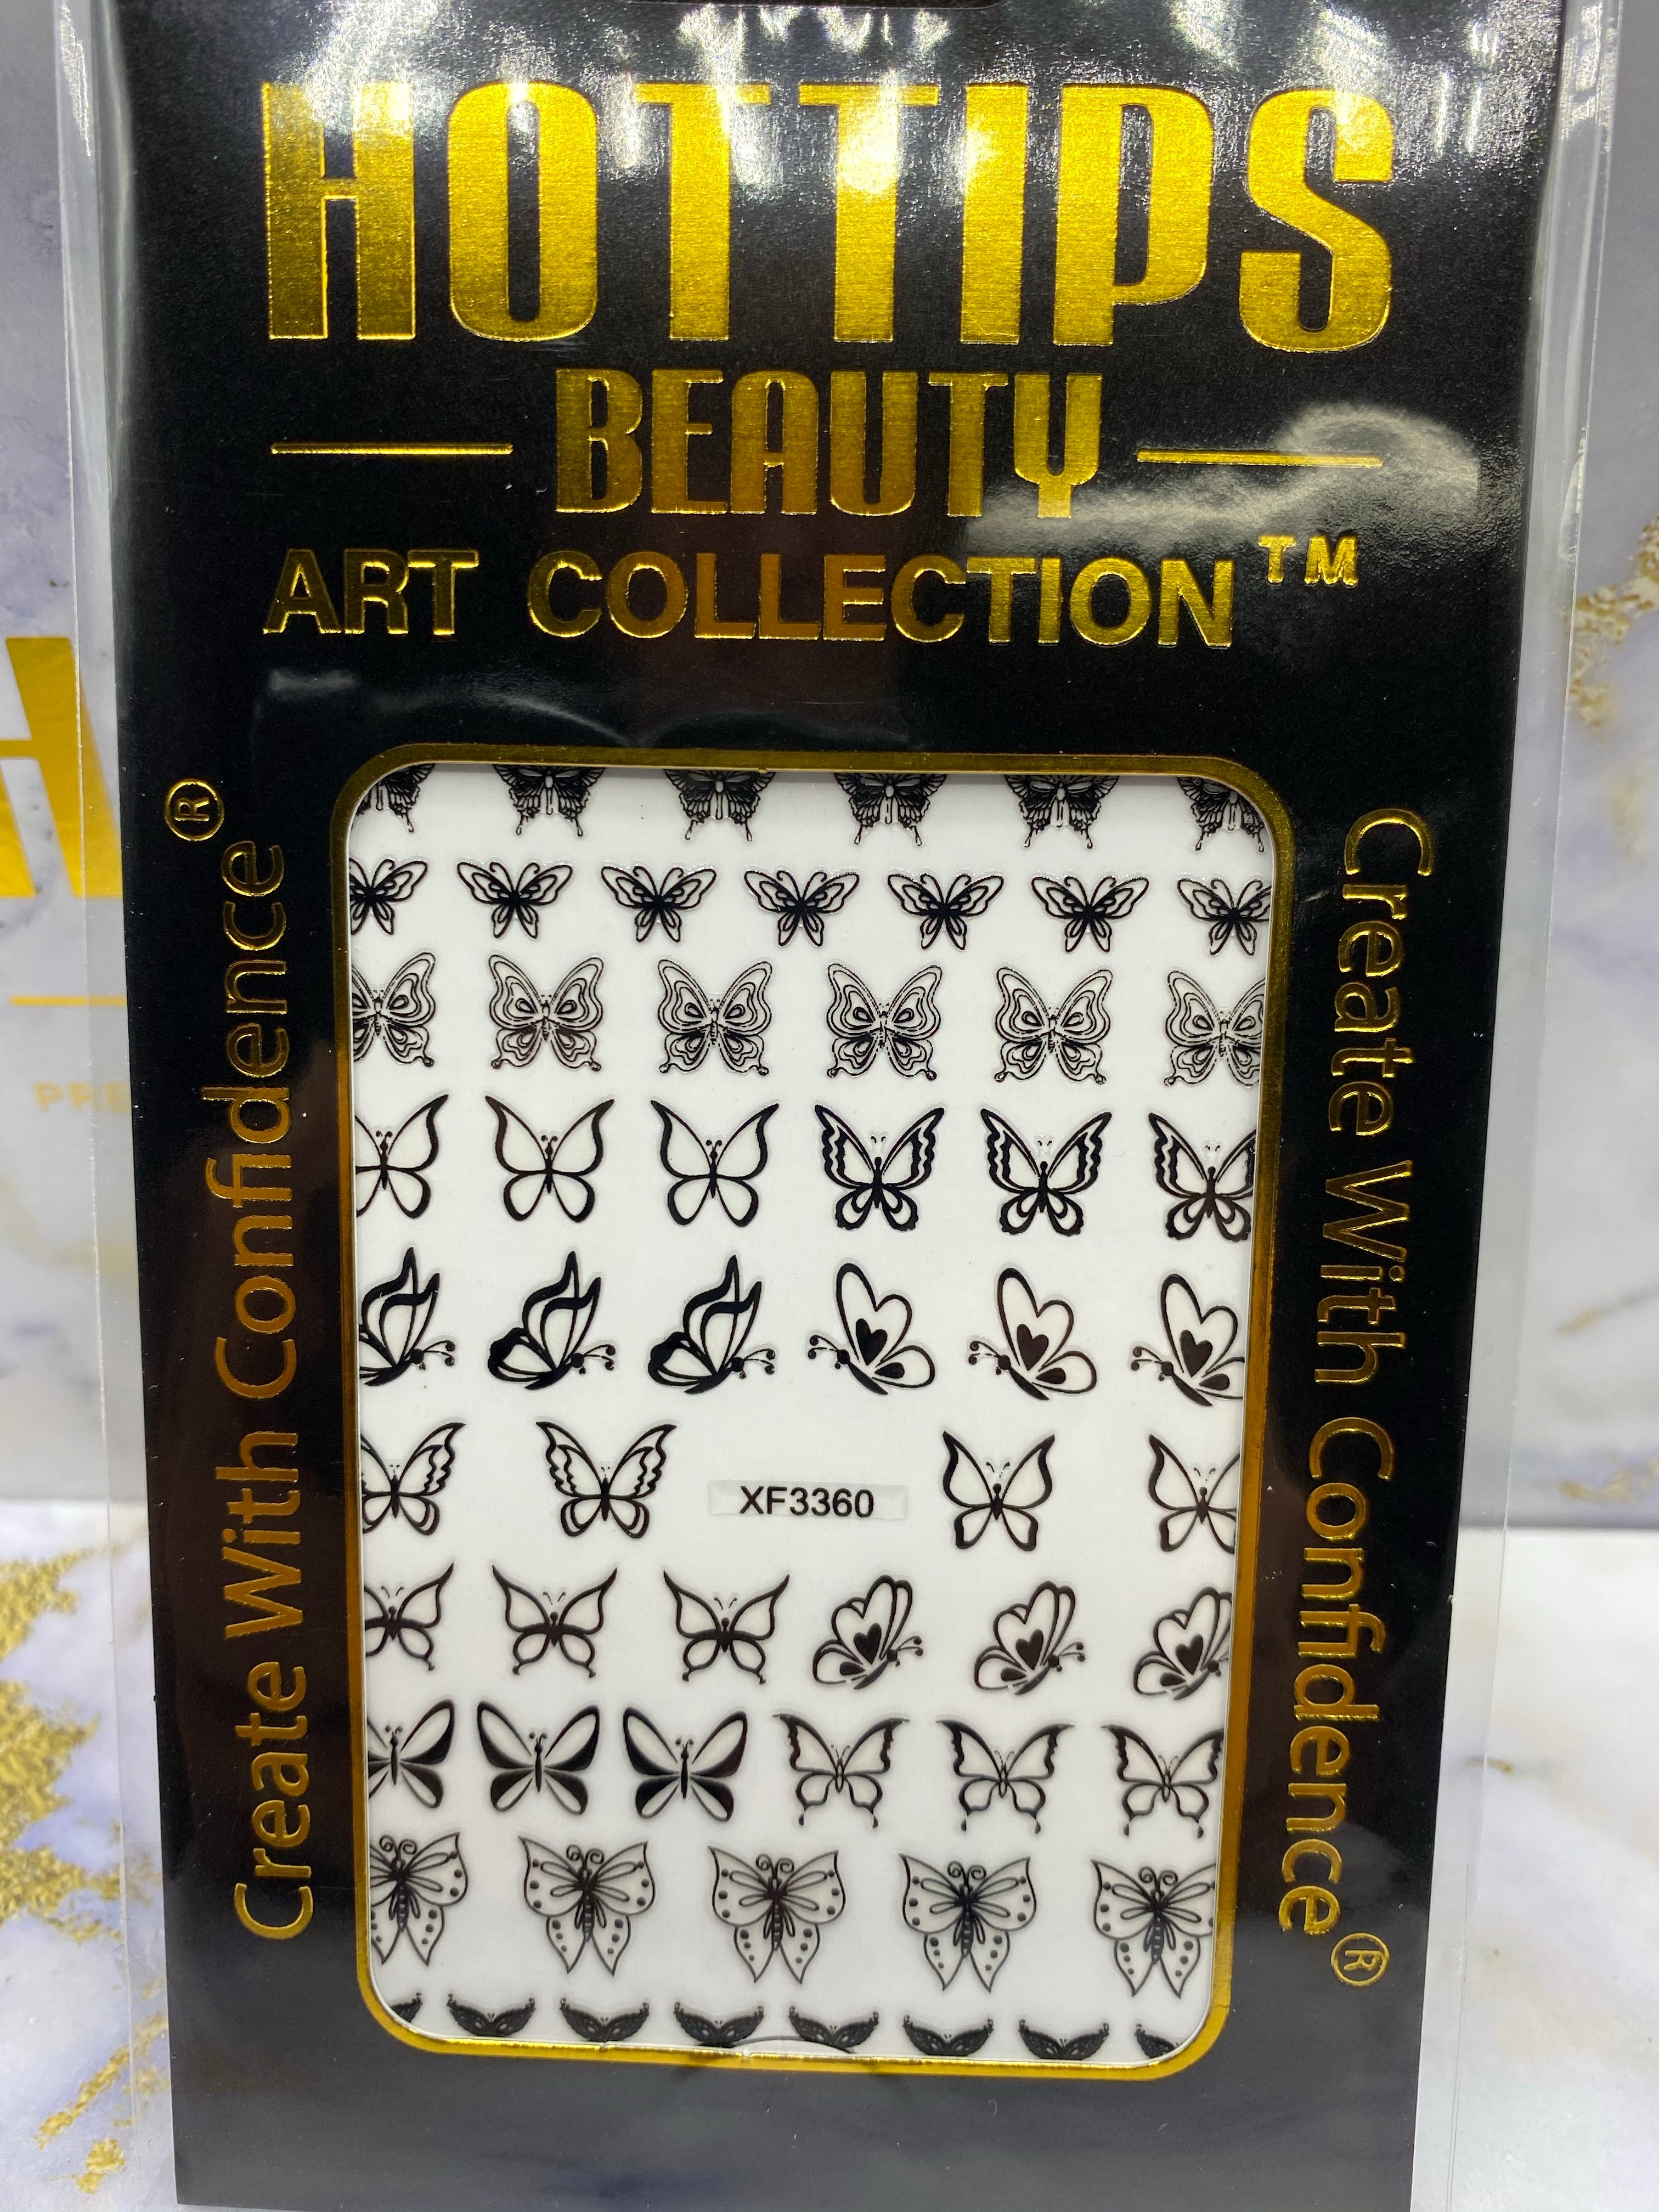 HOTTIPS
BEAUTY
ART COLLECTION™
Create With Confidence®
Create With Confidence®
XF3360